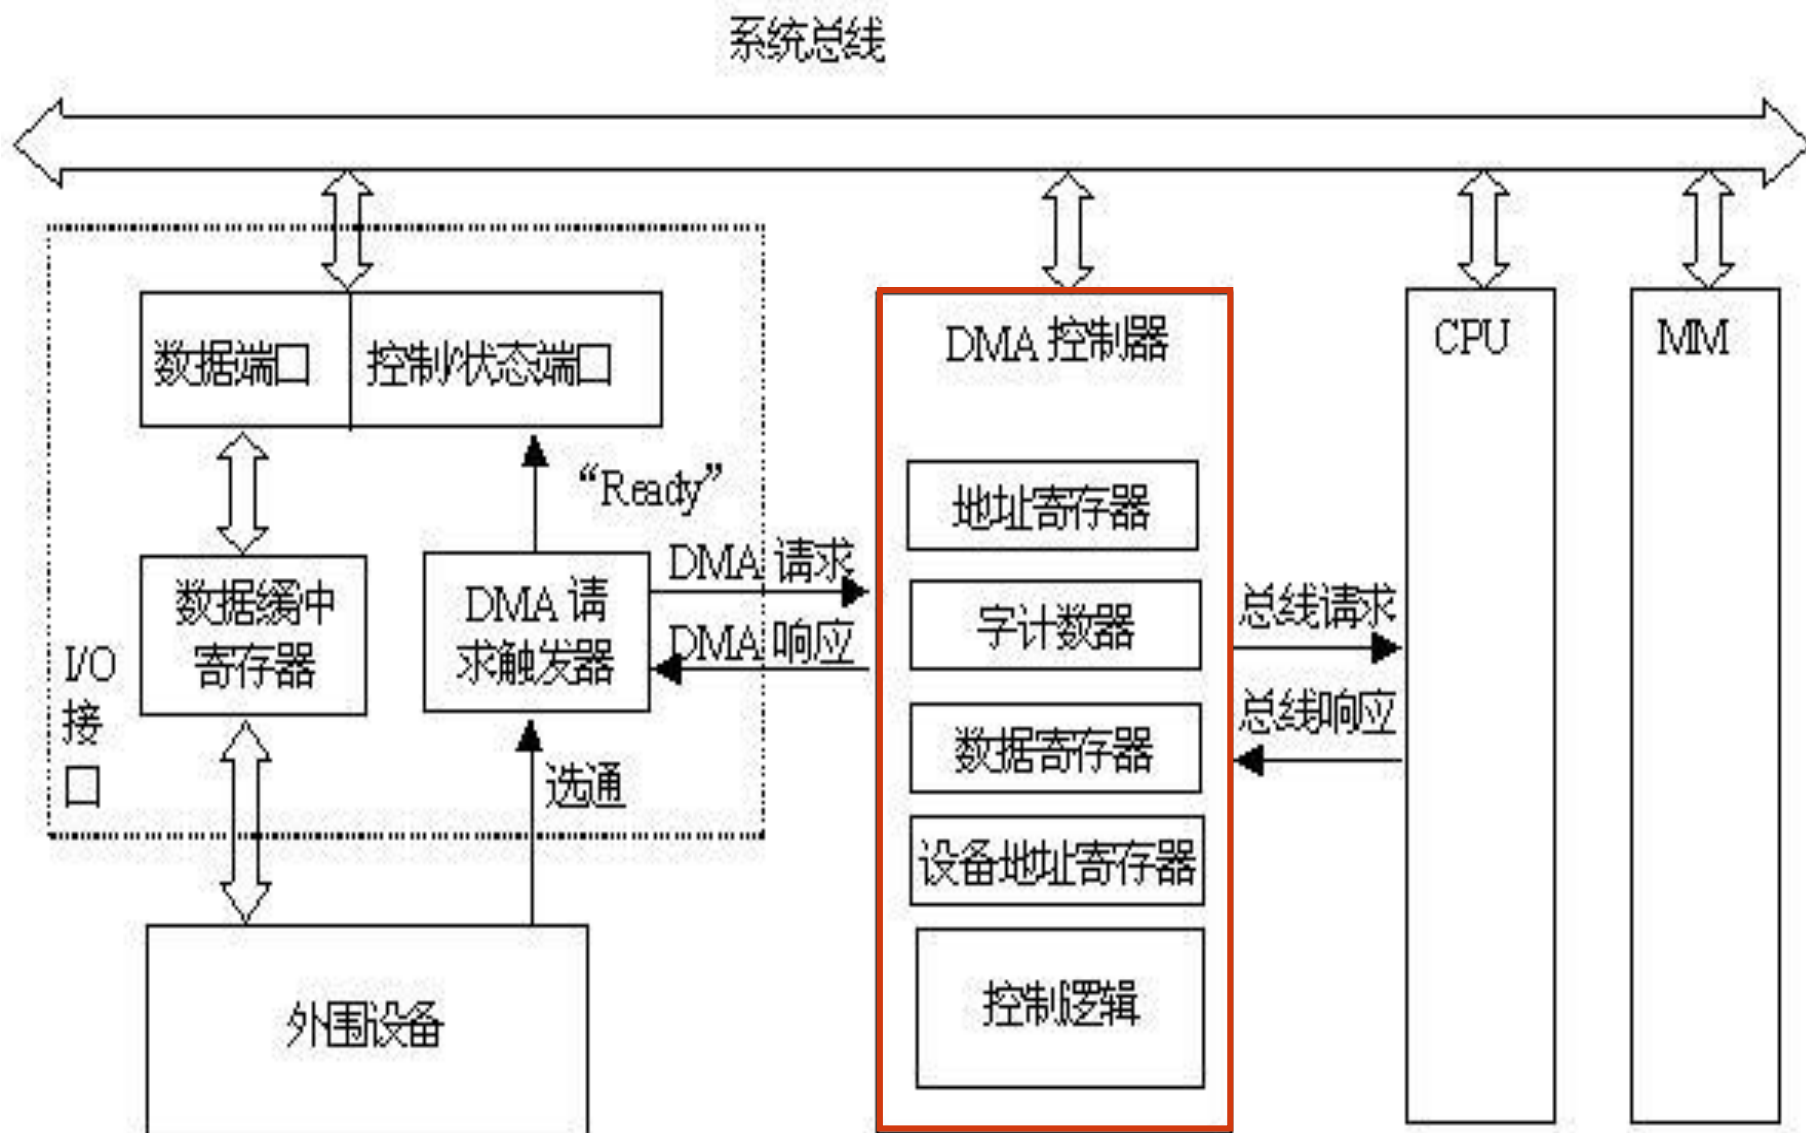 系统总线
数据端口
控制/状态端口
DMA 控制器
CPU
MM
“Ready”
地址寄存器
DMA 请求
数据缓中
寄存器
DMA 请
求触发器
字计数器
总线请求
DMA 响应
I/O
接
口
数据寄存器
总线响应
选通
设备地址寄存器
外围设备
控制逻辑